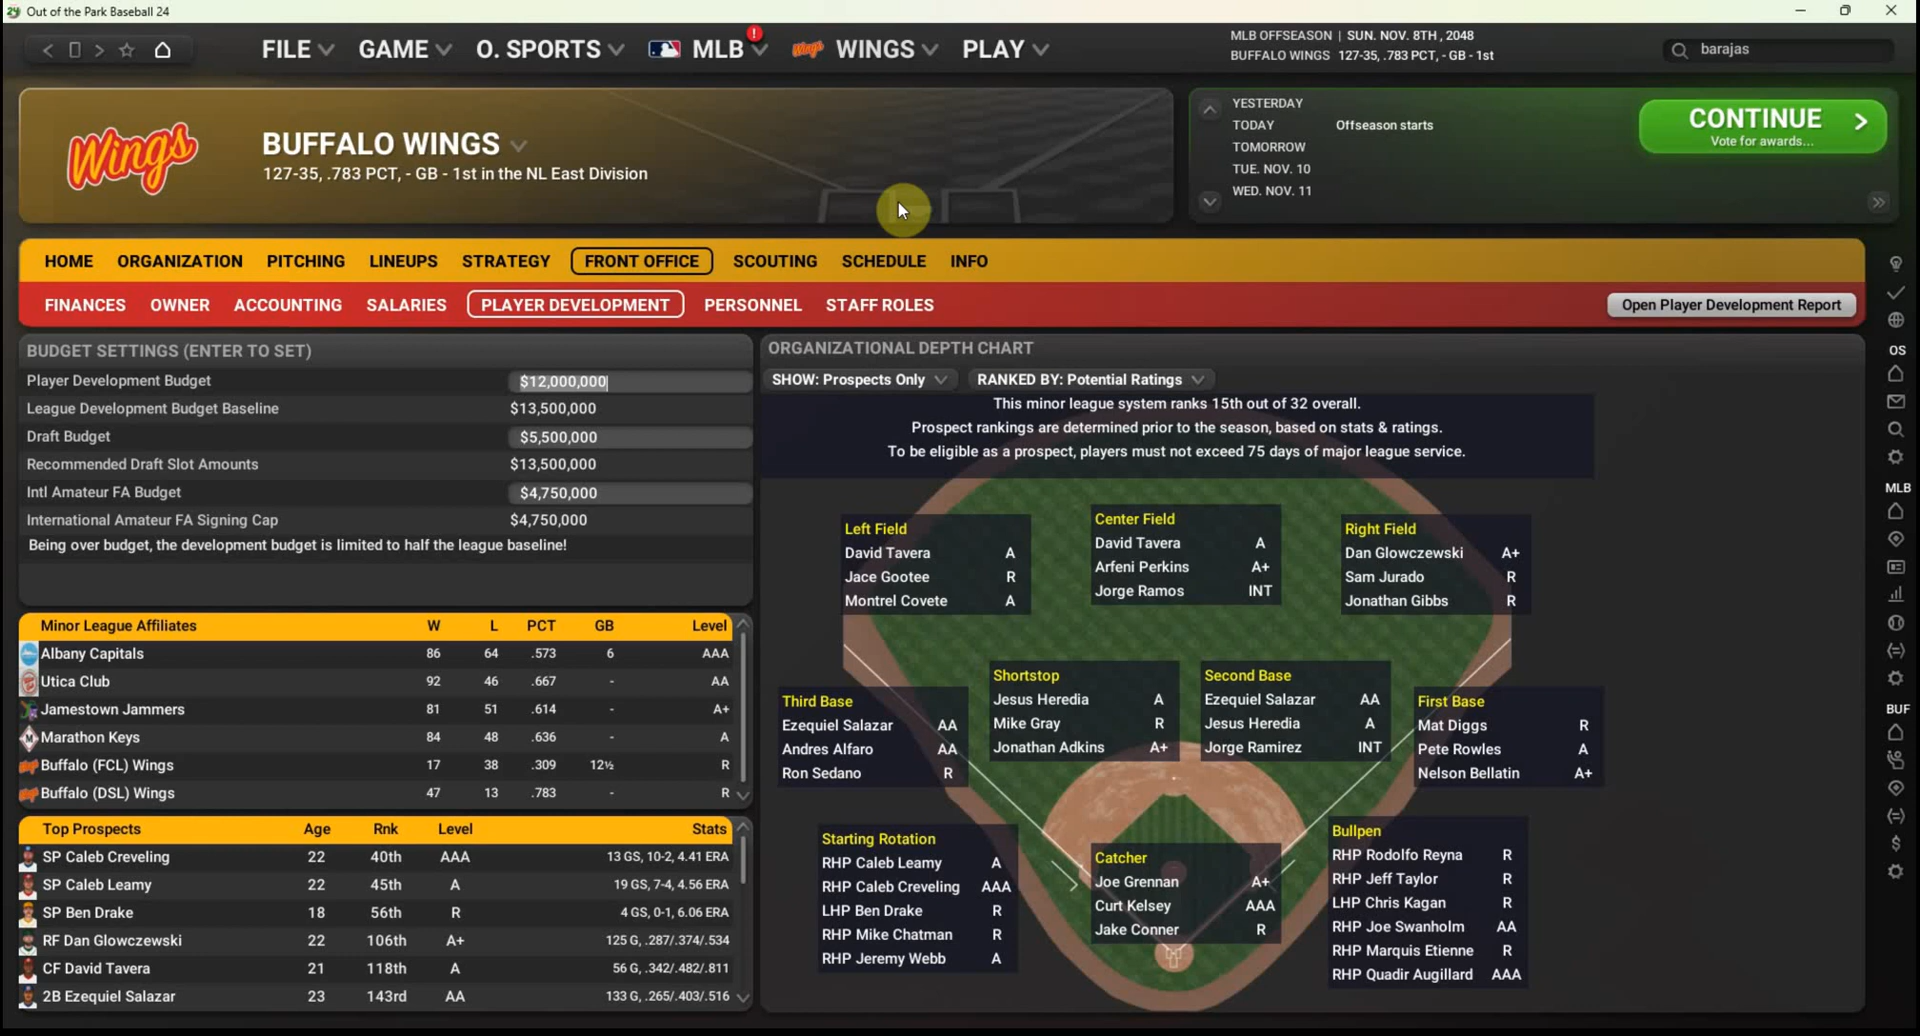 Out of the Park Baseball 24
FILE GAME O. SPORTS MLB ! WINGS PLAY
MLB OFFSEASON | SUN. NOV. 8TH , 2048
BUFFALO WINGS 127-35, .783 PCT, - GB - 1st
barajas
Wings
BUFFALO WINGS
127-35, .783 PCT, - GB - 1st in the NL East Division
YESTERDAY
TODAY Offseason starts
TOMORROW
TUE. NOV. 10
WED. NOV. 11
CONTINUE
Vote for awards...
HOME ORGANIZATION PITCHING LINEUPS STRATEGY FRONT OFFICE SCOUTING SCHEDULE INFO
FINANCES OWNER ACCOUNTING SALARIES PLAYER DEVELOPMENT PERSONNEL STAFF ROLES
Open Player Development Report
BUDGET SETTINGS (ENTER TO SET)
Player Development Budget $12,000,000
League Development Budget Baseline $13,500,000
Draft Budget $5,500,000
Recommended Draft Slot Amounts $13,500,000
Intl Amateur FA Budget $4,750,000
International Amateur FA Signing Cap $4,750,000
Being over budget, the development budget is limited to half the league baseline!
Minor League Affiliates W L PCT GB Level
Albany Capitals 86 64 .573 6 AAA
Utica Club 92 46 .667 - AA
Jamestown Jammers 81 51 .614 - A+
Marathon Keys 84 48 .636 - A
Buffalo (FCL) Wings 17 38 .309 12½ R
Buffalo (DSL) Wings 47 13 .783 - R
Top Prospects Age Rnk Level Stats
SP Caleb Creveling 22 40th AAA 13 GS, 10-2, 4.41 ERA
SP Caleb Leamy 22 45th A 19 GS, 7-4, 4.56 ERA
SP Ben Drake 18 56th R 4 GS, 0-1, 6.06 ERA
RF Dan Glowczewski 22 106th A+ 125 G, .287/.374/.534
CF David Tavera 21 118th A 56 G, .342/.482/.811
2B Ezequiel Salazar 23 143rd AA 133 G, .265/.403/.516
ORGANIZATIONAL DEPTH CHART
SHOW: Prospects Only RANKED BY: Potential Ratings
This minor league system ranks 15th out of 32 overall.
Prospect rankings are determined prior to the season, based on stats & ratings.
To be eligible as a prospect, players must not exceed 75 days of major league service.
Left Field
David Tavera A
Jace Gootee R
Montrel Covete A
Center Field
David Tavera A
Arfeni Perkins A+
Jorge Ramos INT
Right Field
Dan Glowczewski A+
Sam Jurado R
Jonathan Gibbs R
Third Base
Ezequiel Salazar AA
Andres Alfaro AA
Ron Sedano R
Shortstop
Jesus Heredia A
Mike Gray R
Jonathan Adkins A+
Second Base
Ezequiel Salazar AA
Jesus Heredia A
Jorge Ramirez INT
First Base
Mat Diggs R
Pete Rowles A
Nelson Bellatin A+
Starting Rotation
RHP Caleb Leamy A
RHP Caleb Creveling AAA
LHP Ben Drake R
RHP Mike Chatman R
RHP Jeremy Webb A
Catcher
Joe Grennan A+
Curt Kelsey AAA
Jake Conner R
Bullpen
RHP Rodolfo Reyna R
RHP Jeff Taylor R
LHP Chris Kagan R
RHP Joe Swanholm AA
RHP Marquis Etienne R
RHP Quadir Augillard AAA
OS
MLB
BUF